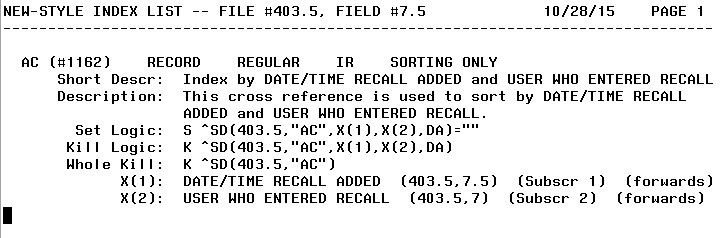 NEW-STYLE INDEX LIST -- FILE #403.5, FIELD #7.5 10/28/15 PAGE 1
-------------------------------------------------------------------------------
AC (#1162) RECORD REGULAR IR SORTING ONLY
Short Descr: Index by DATE/TIME RECALL ADDED and USER WHO ENTERED RECALL
Description: This cross reference is used to sort by DATE/TIME RECALL
ADDED and USER WHO ENTERED RECALL.
Set Logic: S ^SD(403.5,"AC",X(1),X(2),DA)=""
Kill Logic: K ^SD(403.5,"AC",X(1),X(2),DA)
Whole Kill: K ^SD(403.5,"AC")
X(1): DATE/TIME RECALL ADDED (403.5,7.5) (Subscr 1) (forwards)
X(2): USER WHO ENTERED RECALL (403.5,7) (Subscr 2) (forwards)